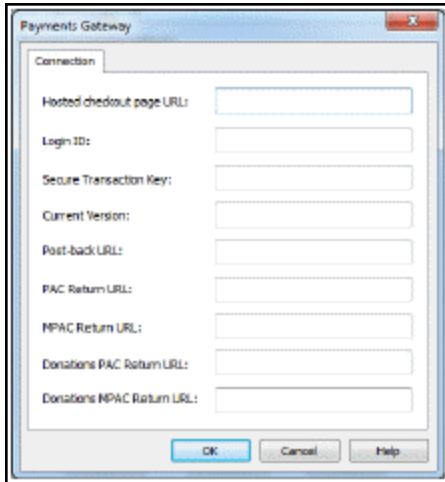 Payments Gateway
Connection
Hosted checkout page URL:
Login ID:
Secure Transaction Key:
Current Version:
Post-back URL:
PAC Return URL:
MPAC Return URL:
Donations PAC Return URL:
Donations MPAC Return URL:
OK Cancel Help